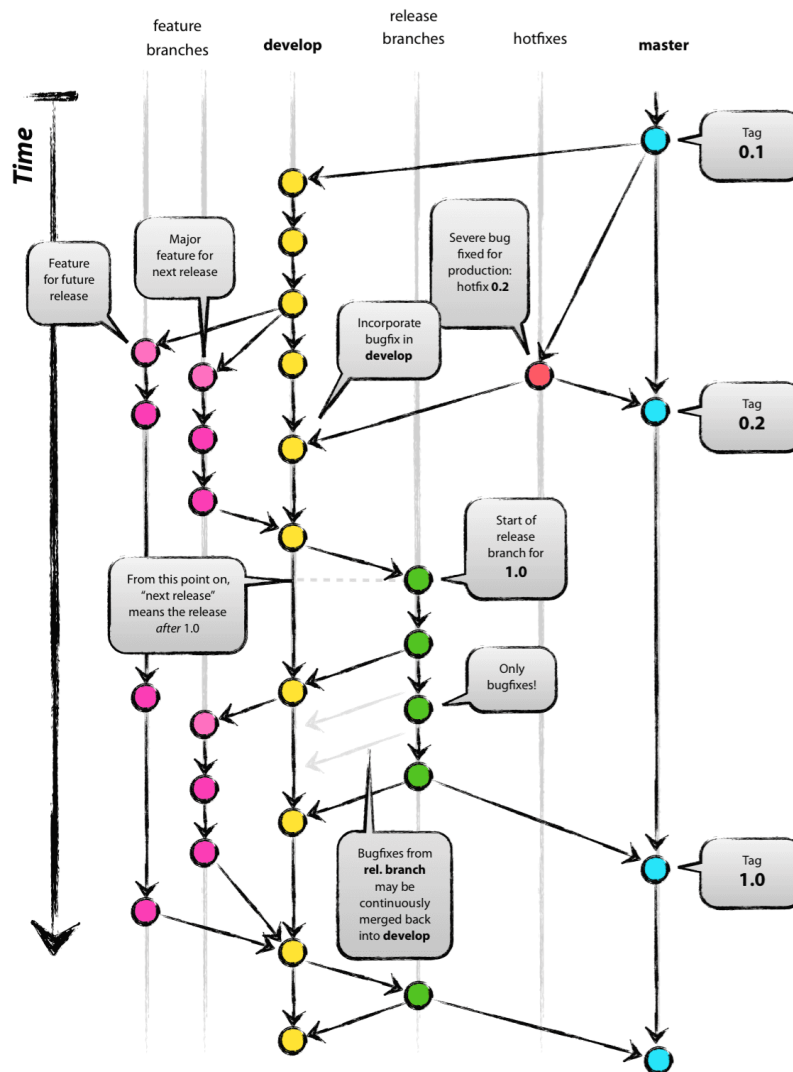 feature
branches
develop
release
branches
hotfixes
master
Time
Tag
0.1
Major
feature for
next release
Severe bug
fixed for
production:
hotfix 0.2
Feature
for future
release
Incorporate
bugfix in
develop
Tag
0.2
Start of
release
branch for
1.0
From this point on,
“next release”
means the release
after 1.0
Only
bugfixes!
Bugfixes from
rel. branch
may be
continuously
merged back
into develop
Tag
1.0